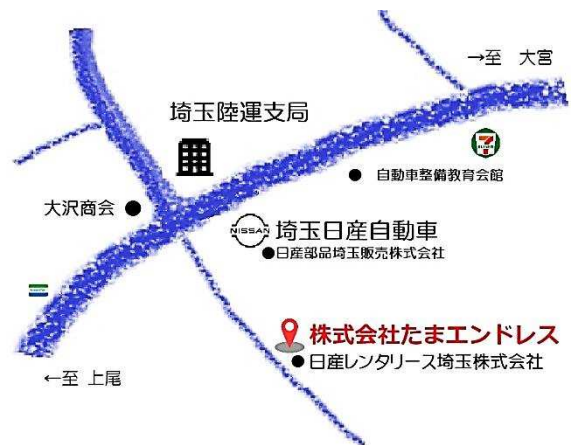 →至 大宮
埼玉陸運支局
7
自動車整備教育会館
大沢商会
NISSAN
埼玉日産自動車
日産部品埼玉販売株式会社
株式会社たまエンドレス
日産レンタリース埼玉株式会社
←至 上尾